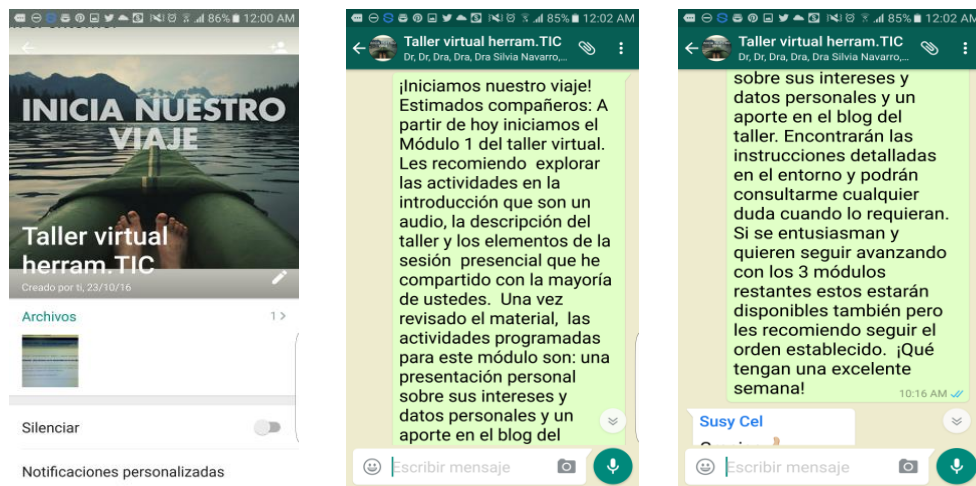 86% 12:00 AM
INICIA NUESTRO
VIAJE
Taller virtual
herram.TIC
Creado por ti, 23/10/16
Archivos 1 >
Silenciar
Notificaciones personalizadas
85% 12:02 AM
Taller virtual herram.TIC
Dr, Dr, Dra, Dra, Dra Silvia Navarro,...
¡Iniciamos nuestro viaje!
Estimados compañeros: A
partir de hoy iniciamos el
Módulo 1 del taller virtual.
Les recomiendo explorar
las actividades en la
introducción que son un
audio, la descripción del
taller y los elementos de la
sesión presencial que he
compartido con la mayoría
de ustedes. Una vez
revisado el material, las
actividades programadas
para este módulo son: una
presentación personal
sobre sus intereses y
datos personales y un
aporte en el blog del
Escribir mensaje
85% 12:02 AM
Taller virtual herram.TIC
Dr, Dr, Dra, Dra, Dra Silvia Navarro,...
sobre sus intereses y
datos personales y un
aporte en el blog del
taller. Encontrarán las
instrucciones detalladas
en el entorno y podrán
consultarme cualquier
duda cuando lo requieran.
Si se entusiasman y
quieren seguir avanzando
con los 3 módulos
restantes estos estarán
disponibles también pero
les recomiendo seguir el
orden establecido. ¡Qué
tengan una excelente
semana!
10:16 AM
Susy Cel
Escribir mensaje